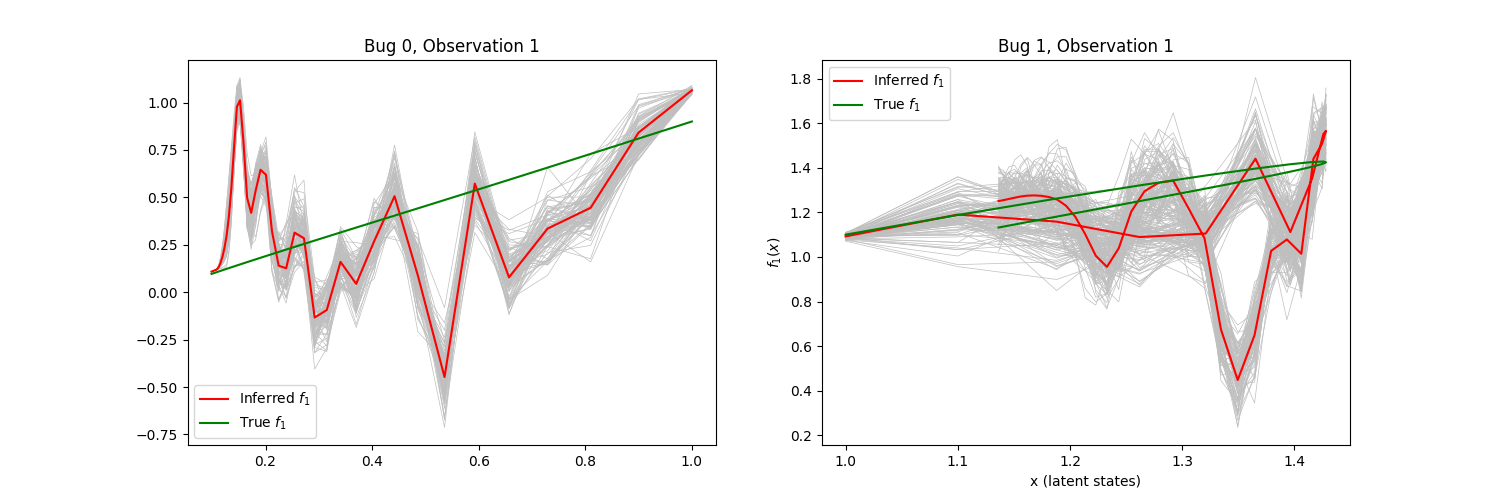 Bug 0, Observation 1
1.00
0.75
0.50
0.25
0.00
−0.25
−0.50
−0.75
Inferred f₁
True f₁
0.2 0.4 0.6 0.8 1.0
Bug 1, Observation 1
Inferred f₁
True f₁
f₁(x)
1.8
1.6
1.4
1.2
1.0
0.8
0.6
0.4
0.2
1.0 1.1 1.2 1.3 1.4
x (latent states)